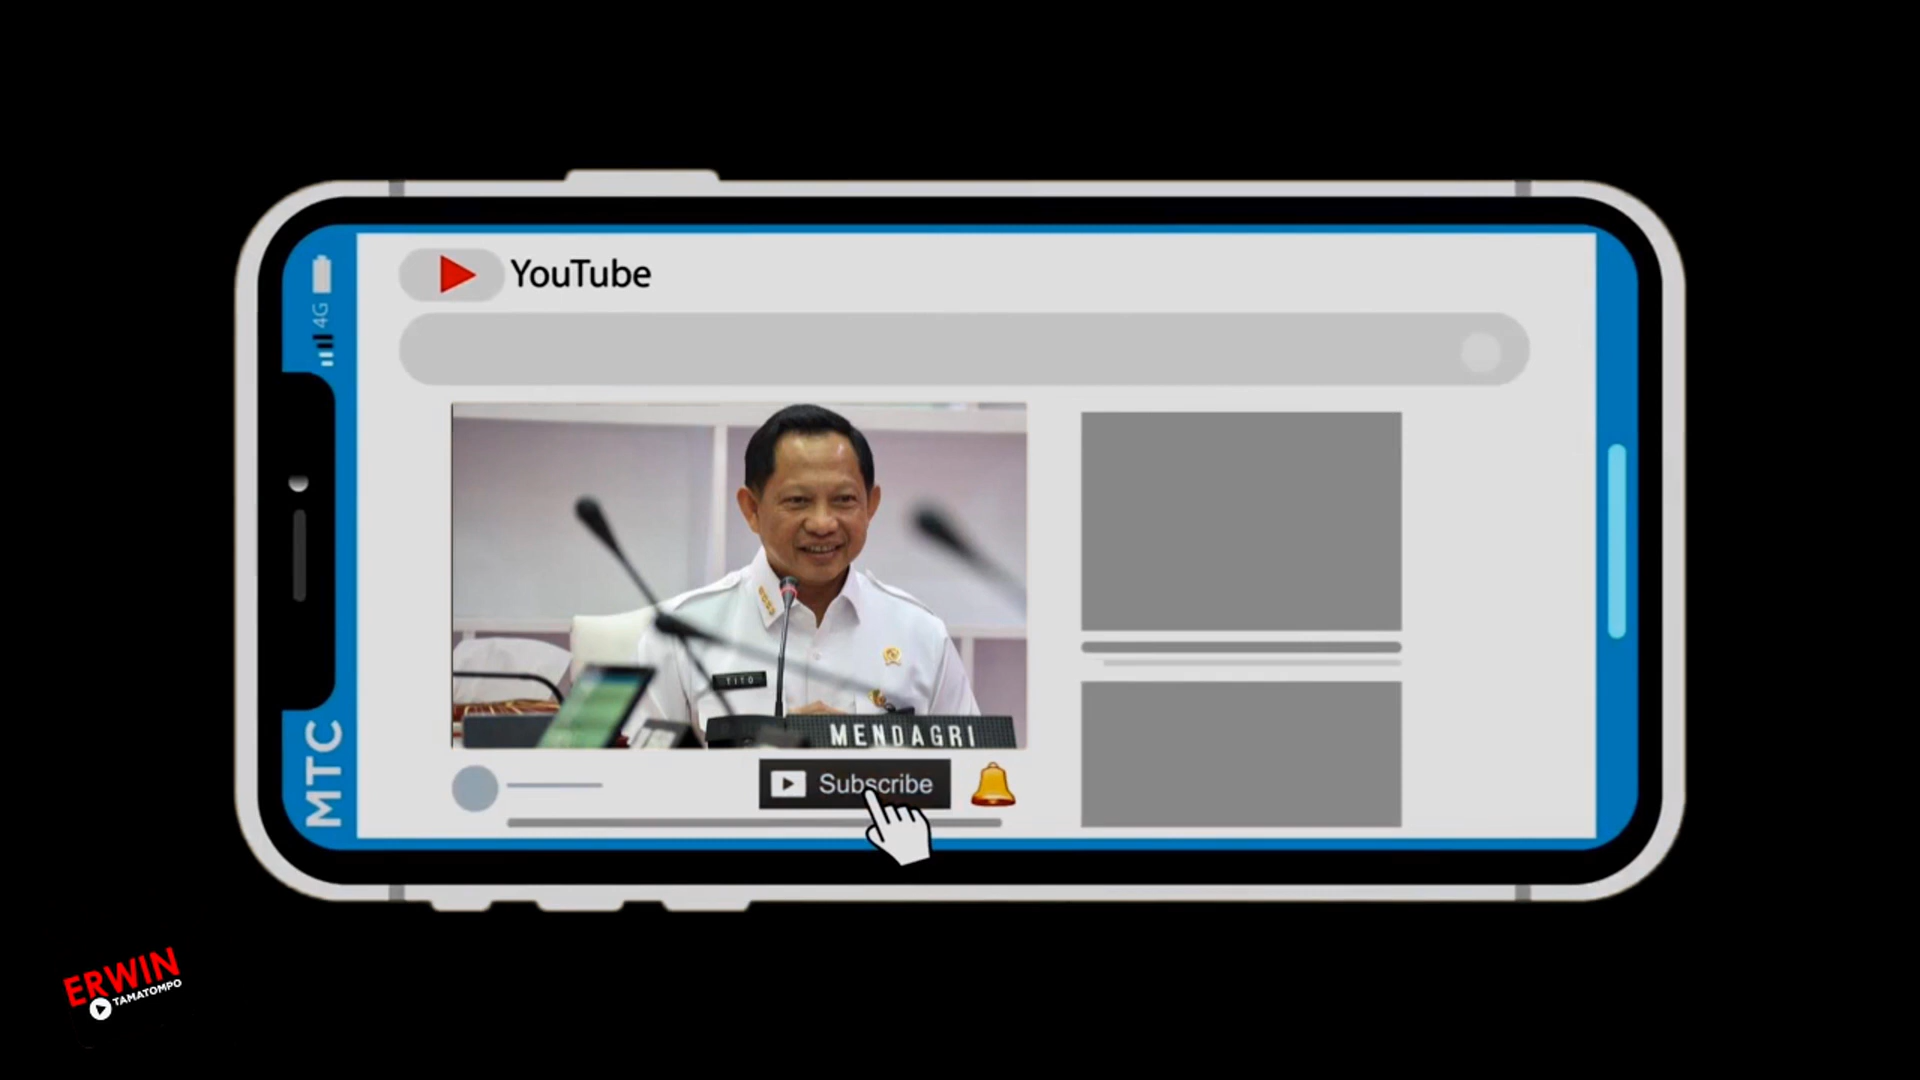 YouTube
4G
MTC
TITO
MENDAGRI
Subscribe
ERWIN
TAMATOMPO